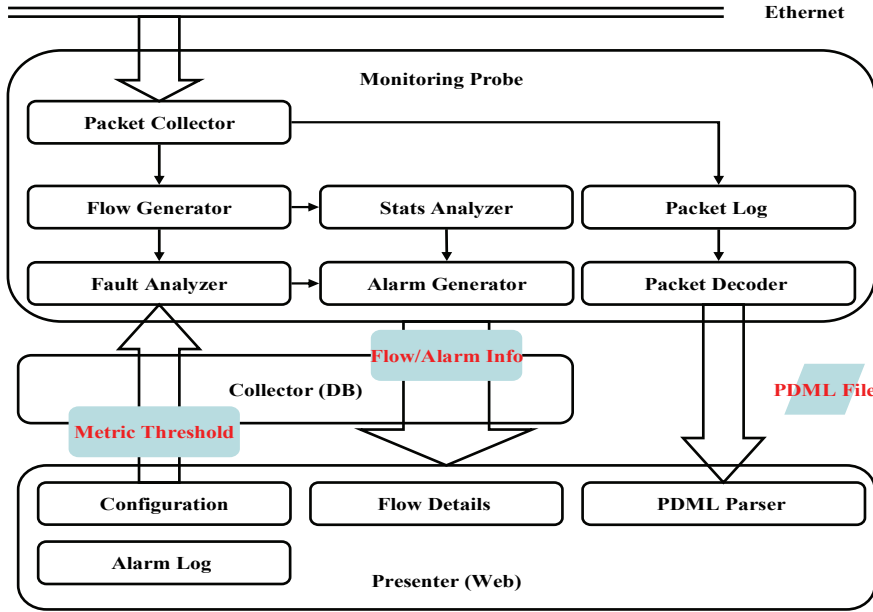 Ethernet
Monitoring Probe
Packet Collector
Flow Generator
Stats Analyzer
Packet Log
Fault Analyzer
Alarm Generator
Packet Decoder
Flow/Alarm Info
Collector (DB)
PDML File
Metric Threshold
Configuration
Flow Details
PDML Parser
Alarm Log
Presenter (Web)